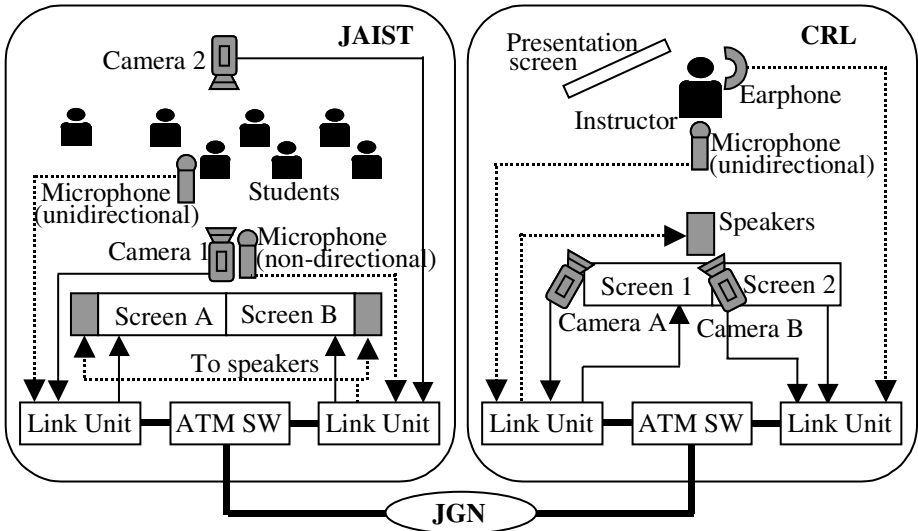 JAIST
Camera 2
Microphone
(unidirectional)
Students
Camera 1
Microphone
(non-directional)
Screen A
Screen B
To speakers
Link Unit
ATM SW
Link Unit
CRL
Presentation
screen
Instructor
Earphone
Microphone
(unidirectional)
Speakers
Screen 1
Screen 2
Camera A
Camera B
Link Unit
ATM SW
Link Unit
JGN